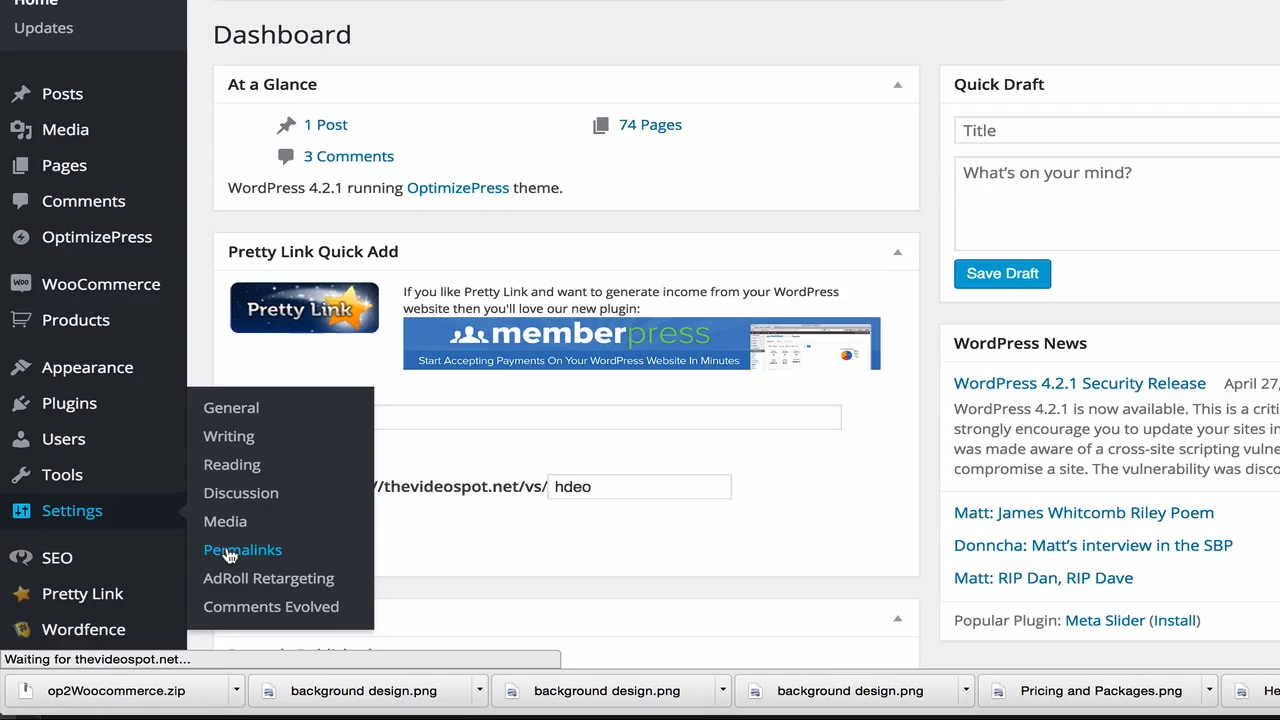 Home
Updates
Posts
Media
Pages
Comments
OptimizePress
WooCommerce
Products
Appearance
Plugins
Users
Tools
Settings
SEO
Pretty Link
Wordfence
General
Writing
Reading
Discussion
Media
Permalinks
AdRoll Retargeting
Comments Evolved
Dashboard
At a Glance
1 Post
74 Pages
3 Comments
WordPress 4.2.1 running OptimizePress theme.
Pretty Link Quick Add
Pretty Link
If you like Pretty Link and want to generate income from your WordPress
website then you'll love our new plugin:
memberpress
Start Accepting Payments On Your WordPress Website In Minutes
//thevideospot.net/vs/ hdeo
Quick Draft
Title
What's on your mind?
Save Draft
WordPress News
WordPress 4.2.1 Security Release April 27,
WordPress 4.2.1 is now available. This is a criti
strongly encourage you to update your sites in
was made aware of a cross-site scripting vulne
compromise a site. The vulnerability was disco
Matt: James Whitcomb Riley Poem
Donncha: Matt's interview in the SBP
Matt: RIP Dan, RIP Dave
Popular Plugin: Meta Slider (Install)
Waiting for thevideospot.net...
op2Woocommerce.zip
background design.png
background design.png
background design.png
Pricing and Packages.png
He